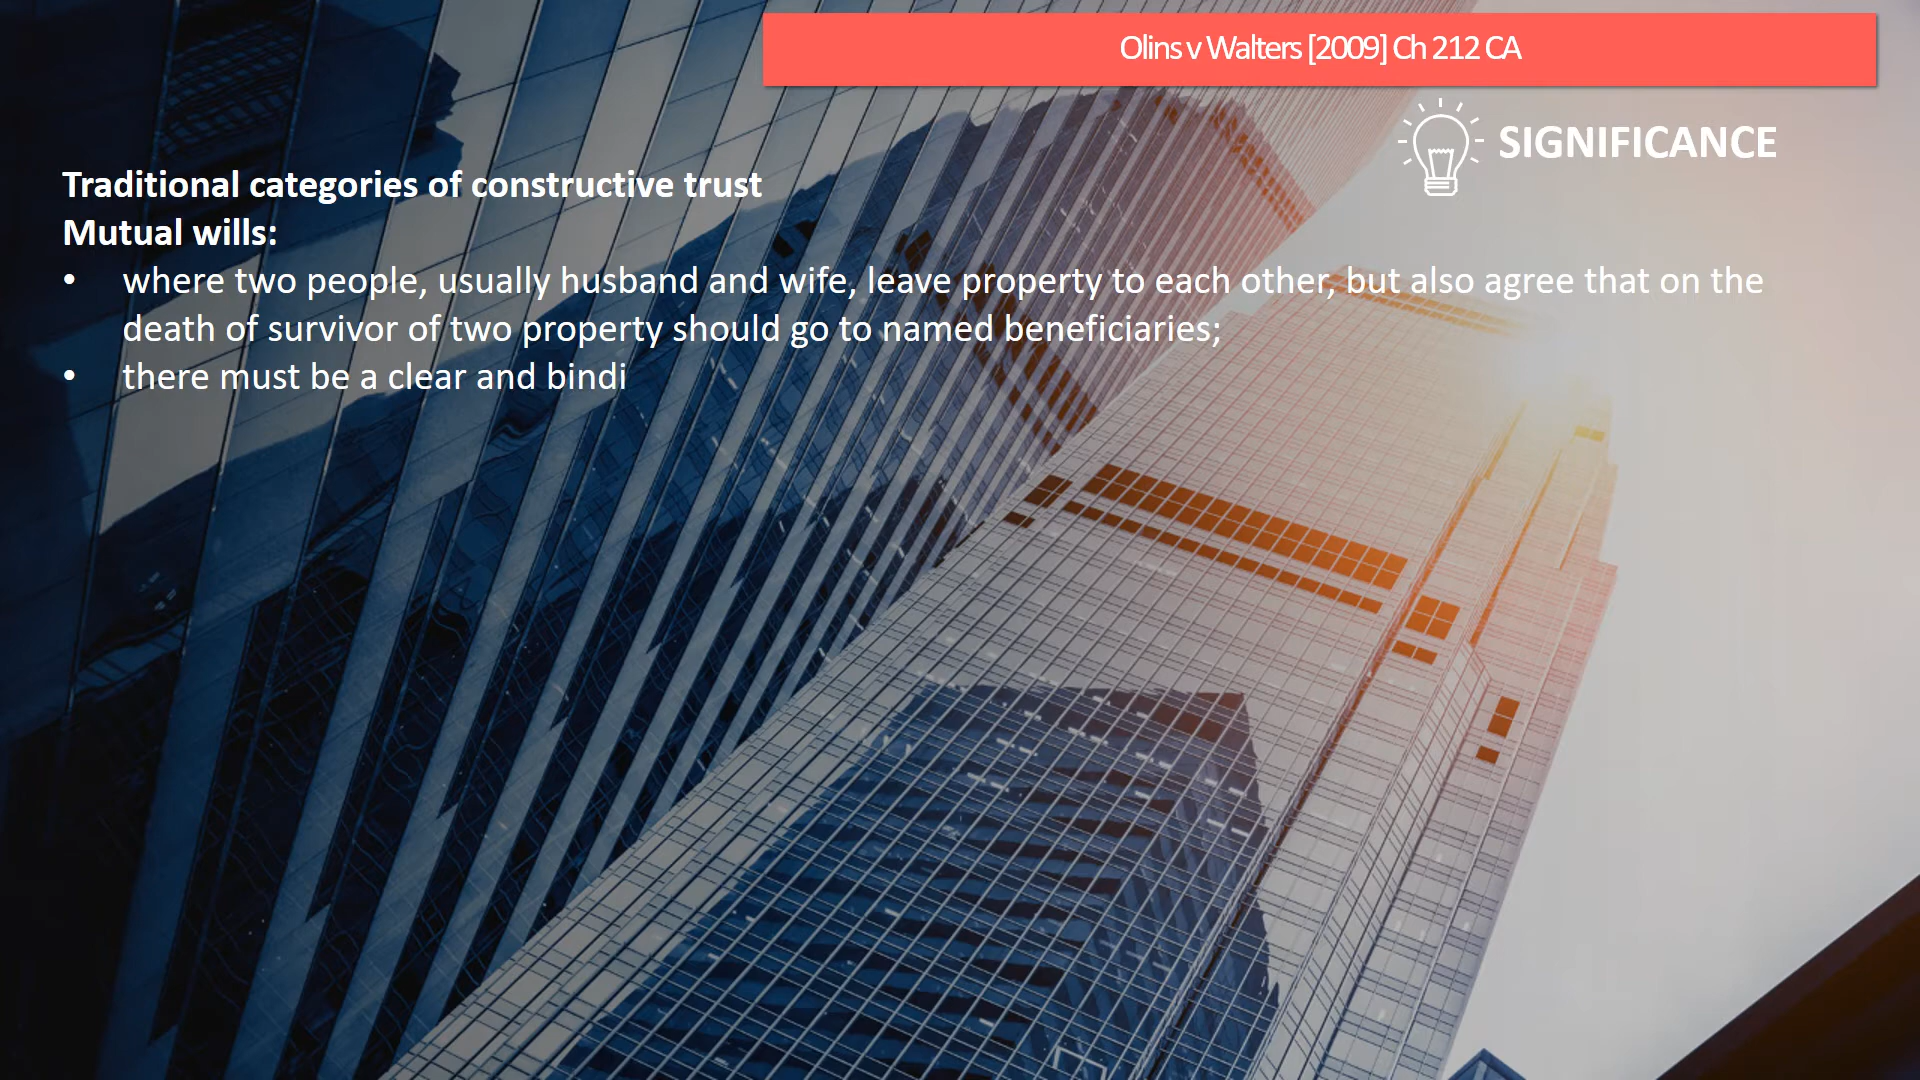 Olins v Walters [2009] Ch 212 CA
SIGNIFICANCE
Traditional categories of constructive trust
Mutual wills:
• where two people, usually husband and wife, leave property to each other, but also agree that on the
death of survivor of two property should go to named beneficiaries;
• there must be a clear and bindi